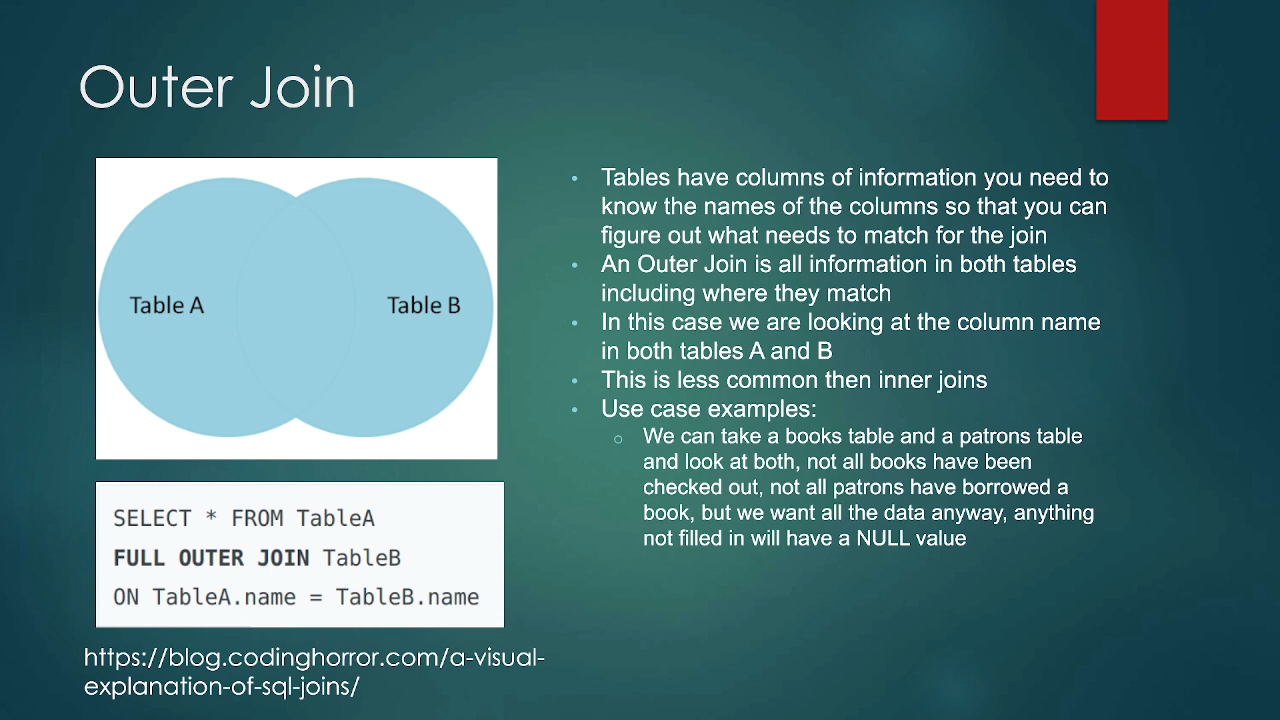 Outer Join
Table A
Table B
SELECT * FROM TableA
FULL OUTER JOIN TableB
ON TableA.name = TableB.name
https://blog.codinghorror.com/a-visual-
explanation-of-sql-joins/
Tables have columns of information you need to
know the names of the columns so that you can
figure out what needs to match for the join
An Outer Join is all information in both tables
including where they match
In this case we are looking at the column name
in both tables A and B
This is less common then inner joins
Use case examples:
We can take a books table and a patrons table
and look at both, not all books have been
checked out, not all patrons have borrowed a
book, but we want all the data anyway, anything
not filled in will have a NULL value